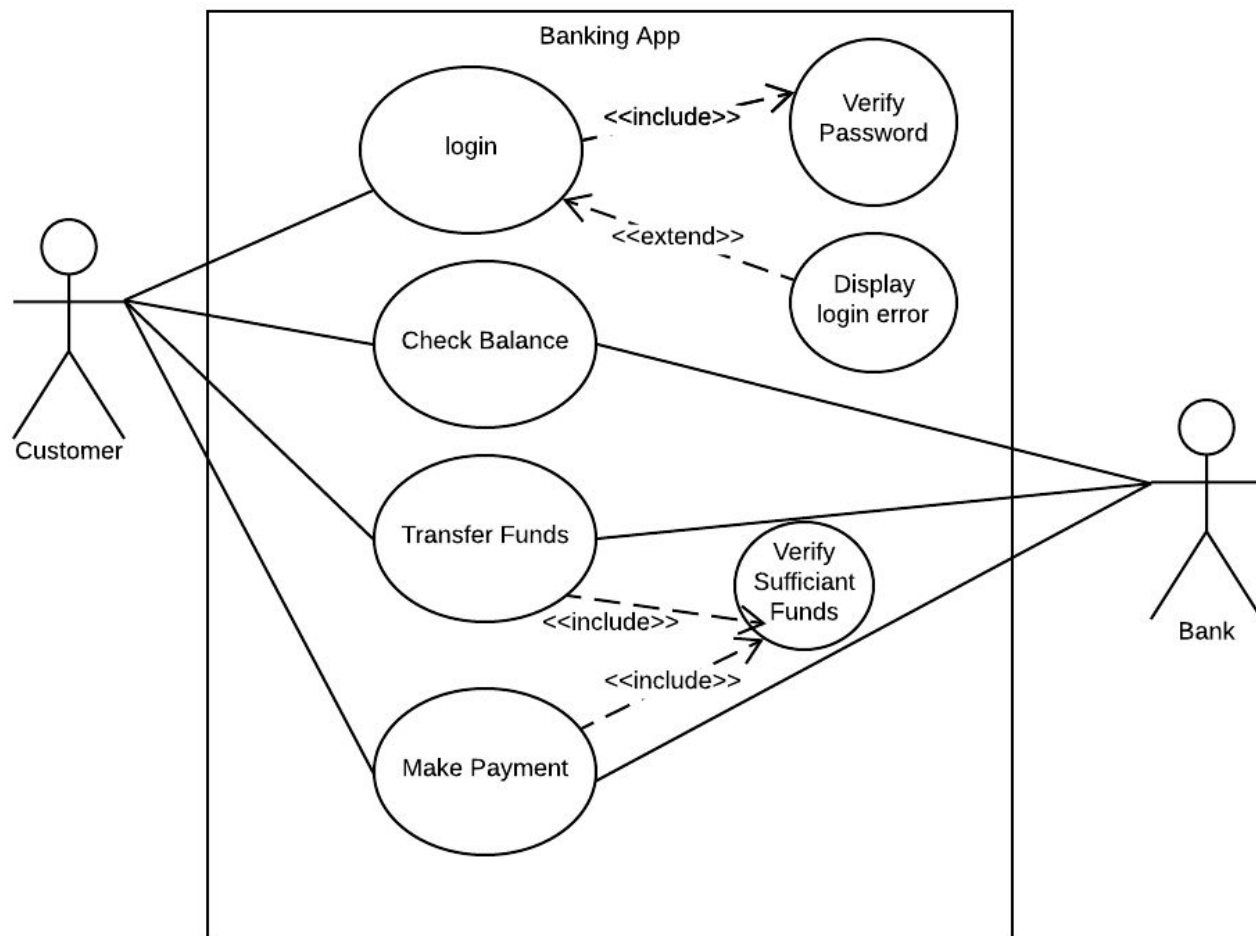 Banking App
login
<<include>>
Verify
Password
<<extend>>
Display
login error
Check Balance
Customer
Transfer Funds
Verify
Sufficiant
Funds
<<include>>
Bank
<<include>>
Make Payment